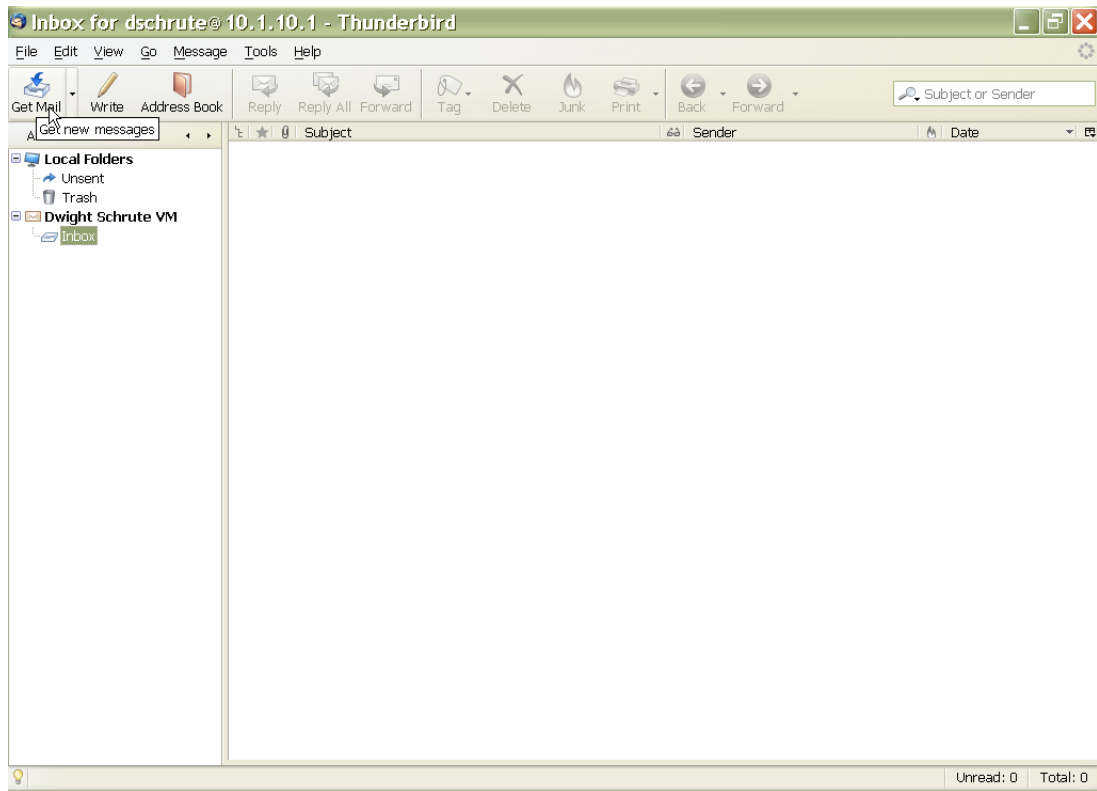 Inbox for dschrute@10.1.10.1 - Thunderbird
File Edit View Go Message Tools Help
Get Mail Write Address Book Reply Reply All Forward Tag Delete Junk Print Back Forward Subject or Sender
Get new messages
Subject Sender Date
Local Folders
Unsent
Trash
Dwight Schrute VM
Inbox
Unread: 0 Total: 0